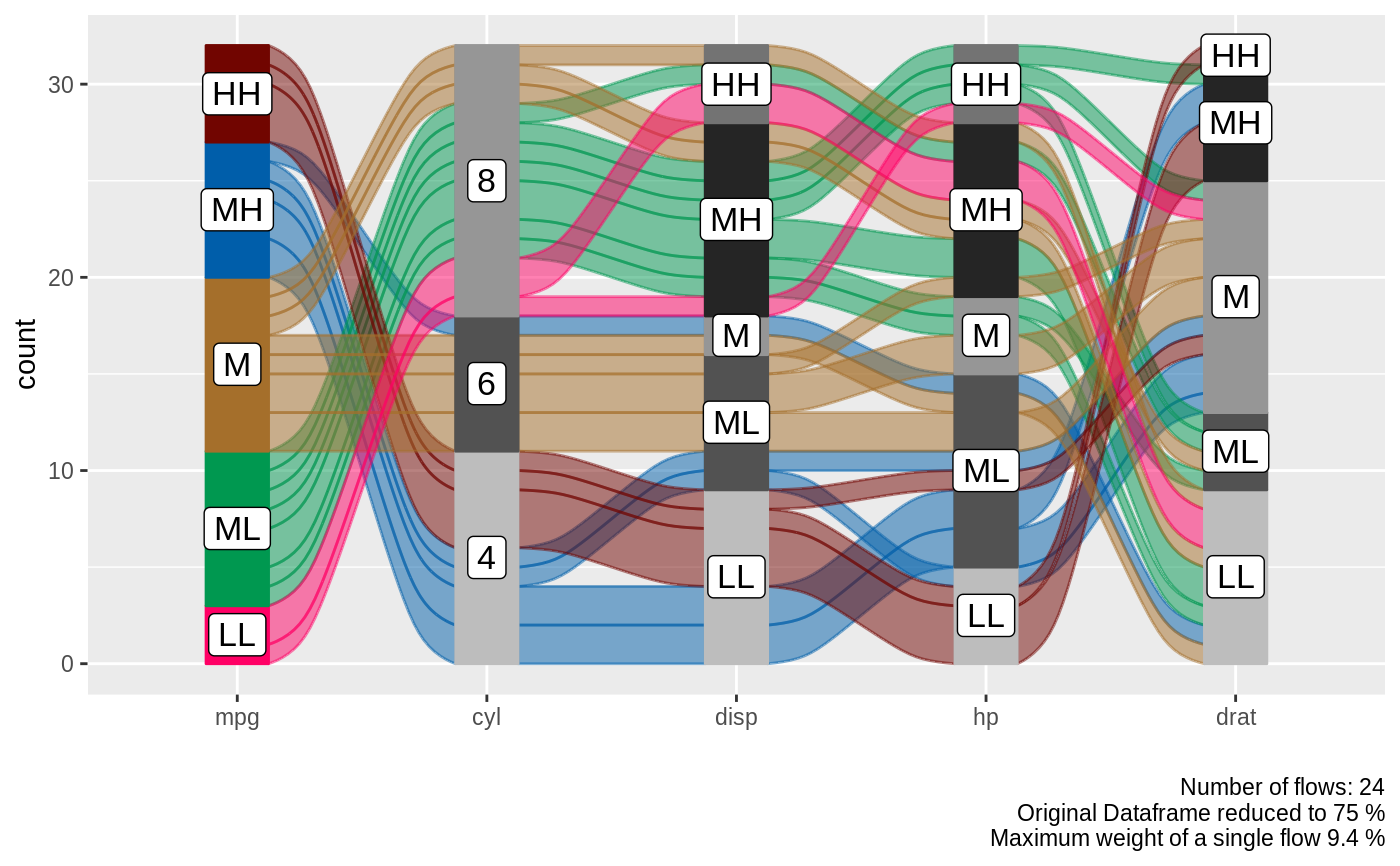 30
20
10
0
count
HH
MH
M
ML
LL
8
6
4
HH
MH
M
ML
LL
HH
MH
M
ML
LL
HH
MH
M
ML
LL
mpg
cyl
disp
hp
drat
Number of flows: 24
Original Dataframe reduced to 75 %
Maximum weight of a single flow 9.4 %